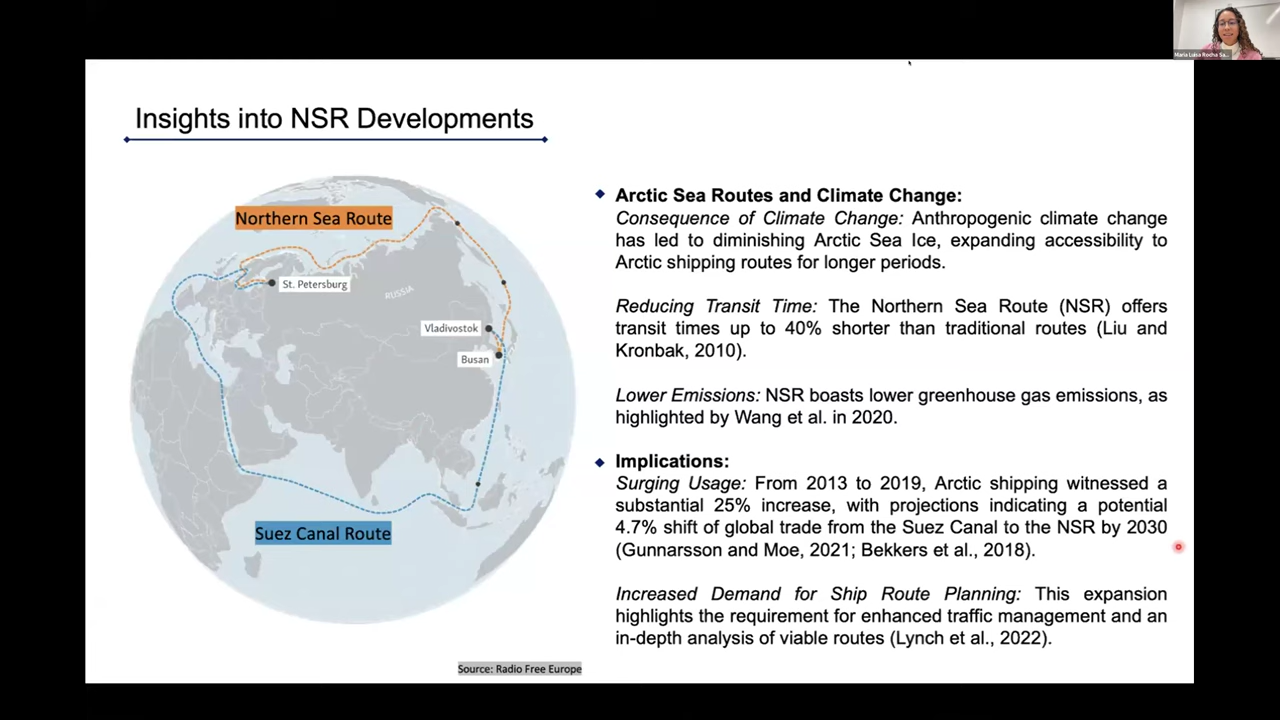 Maria Luisa Rocha Sa...
Insights into NSR Developments
Northern Sea Route
St. Petersburg
RUSSIA
Vladivostok
Busan
Suez Canal Route
Source: Radio Free Europe
Arctic Sea Routes and Climate Change:
Consequence of Climate Change: Anthropogenic climate change
has led to diminishing Arctic Sea Ice, expanding accessibility to
Arctic shipping routes for longer periods.
Reducing Transit Time: The Northern Sea Route (NSR) offers
transit times up to 40% shorter than traditional routes (Liu and
Kronbak, 2010).
Lower Emissions: NSR boasts lower greenhouse gas emissions, as
highlighted by Wang et al. in 2020.
Implications:
Surging Usage: From 2013 to 2019, Arctic shipping witnessed a
substantial 25% increase, with projections indicating a potential
4.7% shift of global trade from the Suez Canal to the NSR by 2030
(Gunnarsson and Moe, 2021; Bekkers et al., 2018).
Increased Demand for Ship Route Planning: This expansion
highlights the requirement for enhanced traffic management and an
in-depth analysis of viable routes (Lynch et al., 2022).